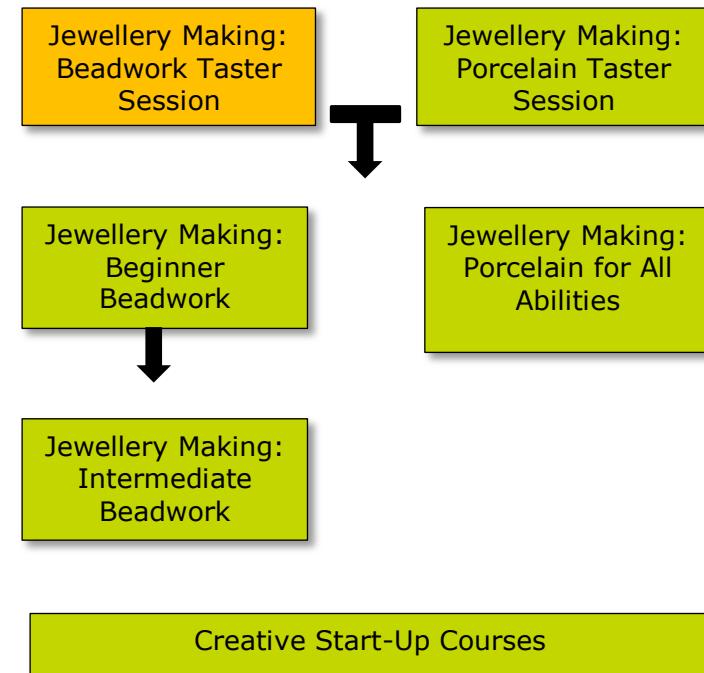 Jewellery Making:
Beadwork Taster
Session
Jewellery Making:
Porcelain Taster
Session
Jewellery Making:
Beginner
Beadwork
Jewellery Making:
Porcelain for All
Abilities
Jewellery Making:
Intermediate
Beadwork
Creative Start-Up Courses